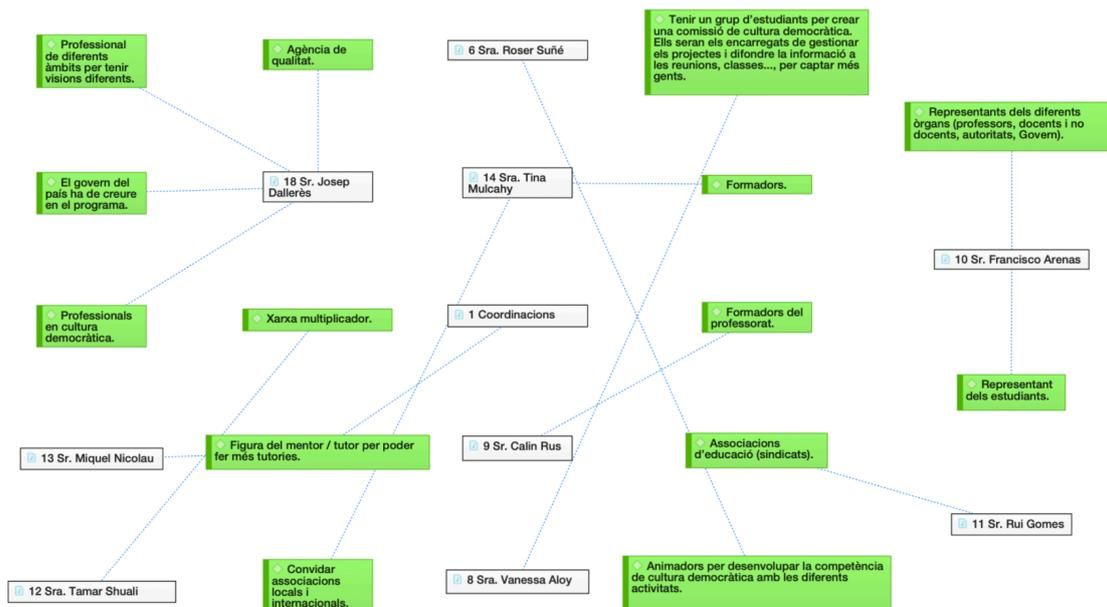 Professional
de diferents
àmbits per tenir
visions diferents.
Agència de
qualitat.
6 Sra. Roser Suñé
Tenir un grup d'estudiants per crear
una comissió de cultura democràtica.
Ells seran els encarregats de gestionar
els projectes i difondre la informació a
les reunions, classes..., per captar més
gents.
Representants dels diferents
òrgans (professors, docents i no
docents, autoritats, Govern).
El govern del
país ha de creure
en el programa.
18 Sr. Josep
Dallerès
14 Sra. Tina
Mulcahy
Formadors.
10 Sr. Francisco Arenas
Professionals
en cultura
democràtica.
Xarxa multiplicador.
1 Coordinacions
Formadors del
professorat.
Representant
dels estudiants.
13 Sr. Miquel Nicolau
Figura del mentor / tutor per poder
fer més tutories.
9 Sr. Calin Rus
Associacions
d'educació (sindicats).
11 Sr. Rui Gomes
12 Sra. Tamar Shuali
Convidar
associacions
locals i
internacionals.
8 Sra. Vanessa Aloy
Animadors per desenvolupar la competència
de cultura democràtica amb les diferents
activitats.